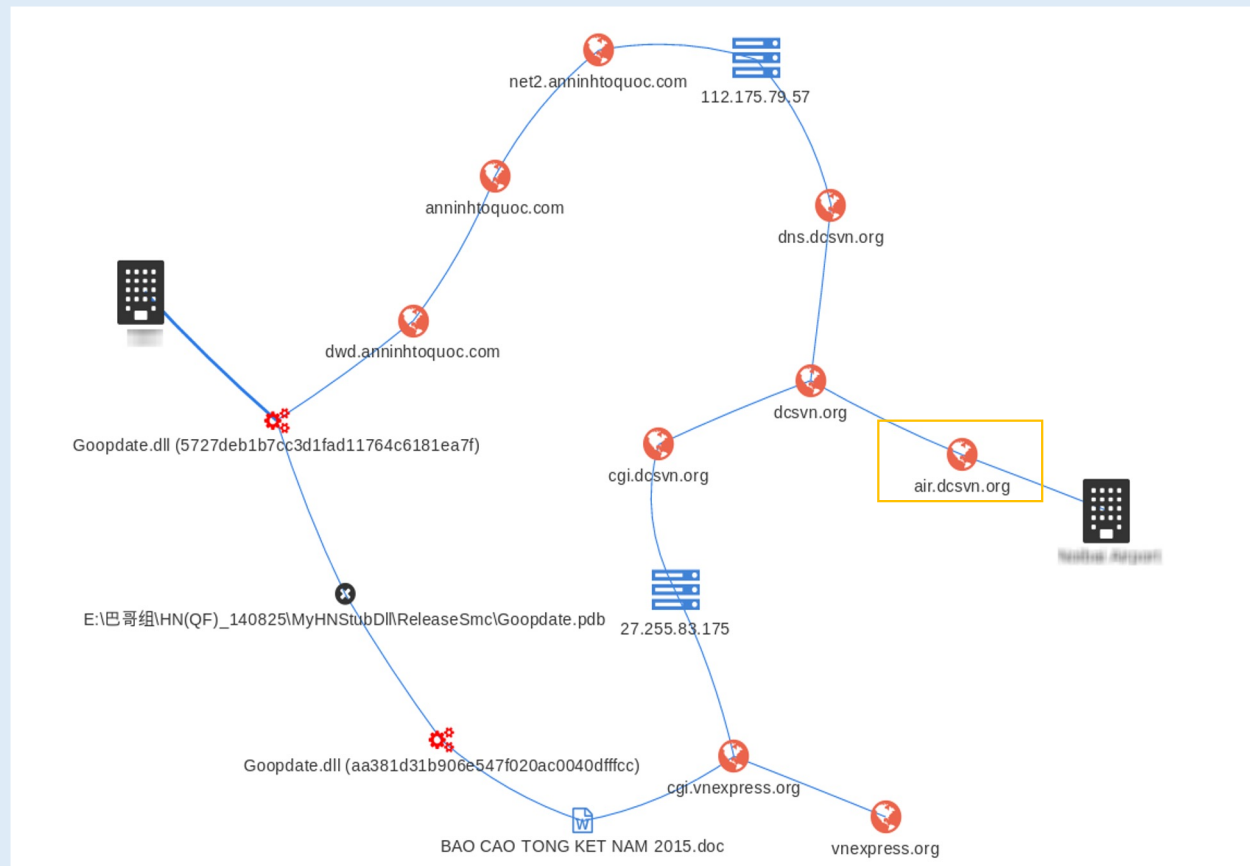 net2.anninhtoquoc.com
112.175.79.57
anninhtoquoc.com
dns.dcsvn.org
dwd.anninhtoquoc.com
dcsvn.org
Goopdate.dll (5727deb1b7cc3d1fad11764c6181ea7f)
cgi.dcsvn.org
air.dcsvn.org
E:\巴哥组\HN(QF)_140825\MyHNStubDll\ReleaseSmc\Goopdate.pdb
27.255.83.175
Goopdate.dll (aa381d31b906e547f020ac0040dfffcc)
cgi.vnexpress.org
BAO CAO TONG KET NAM 2015.doc
vnexpress.org